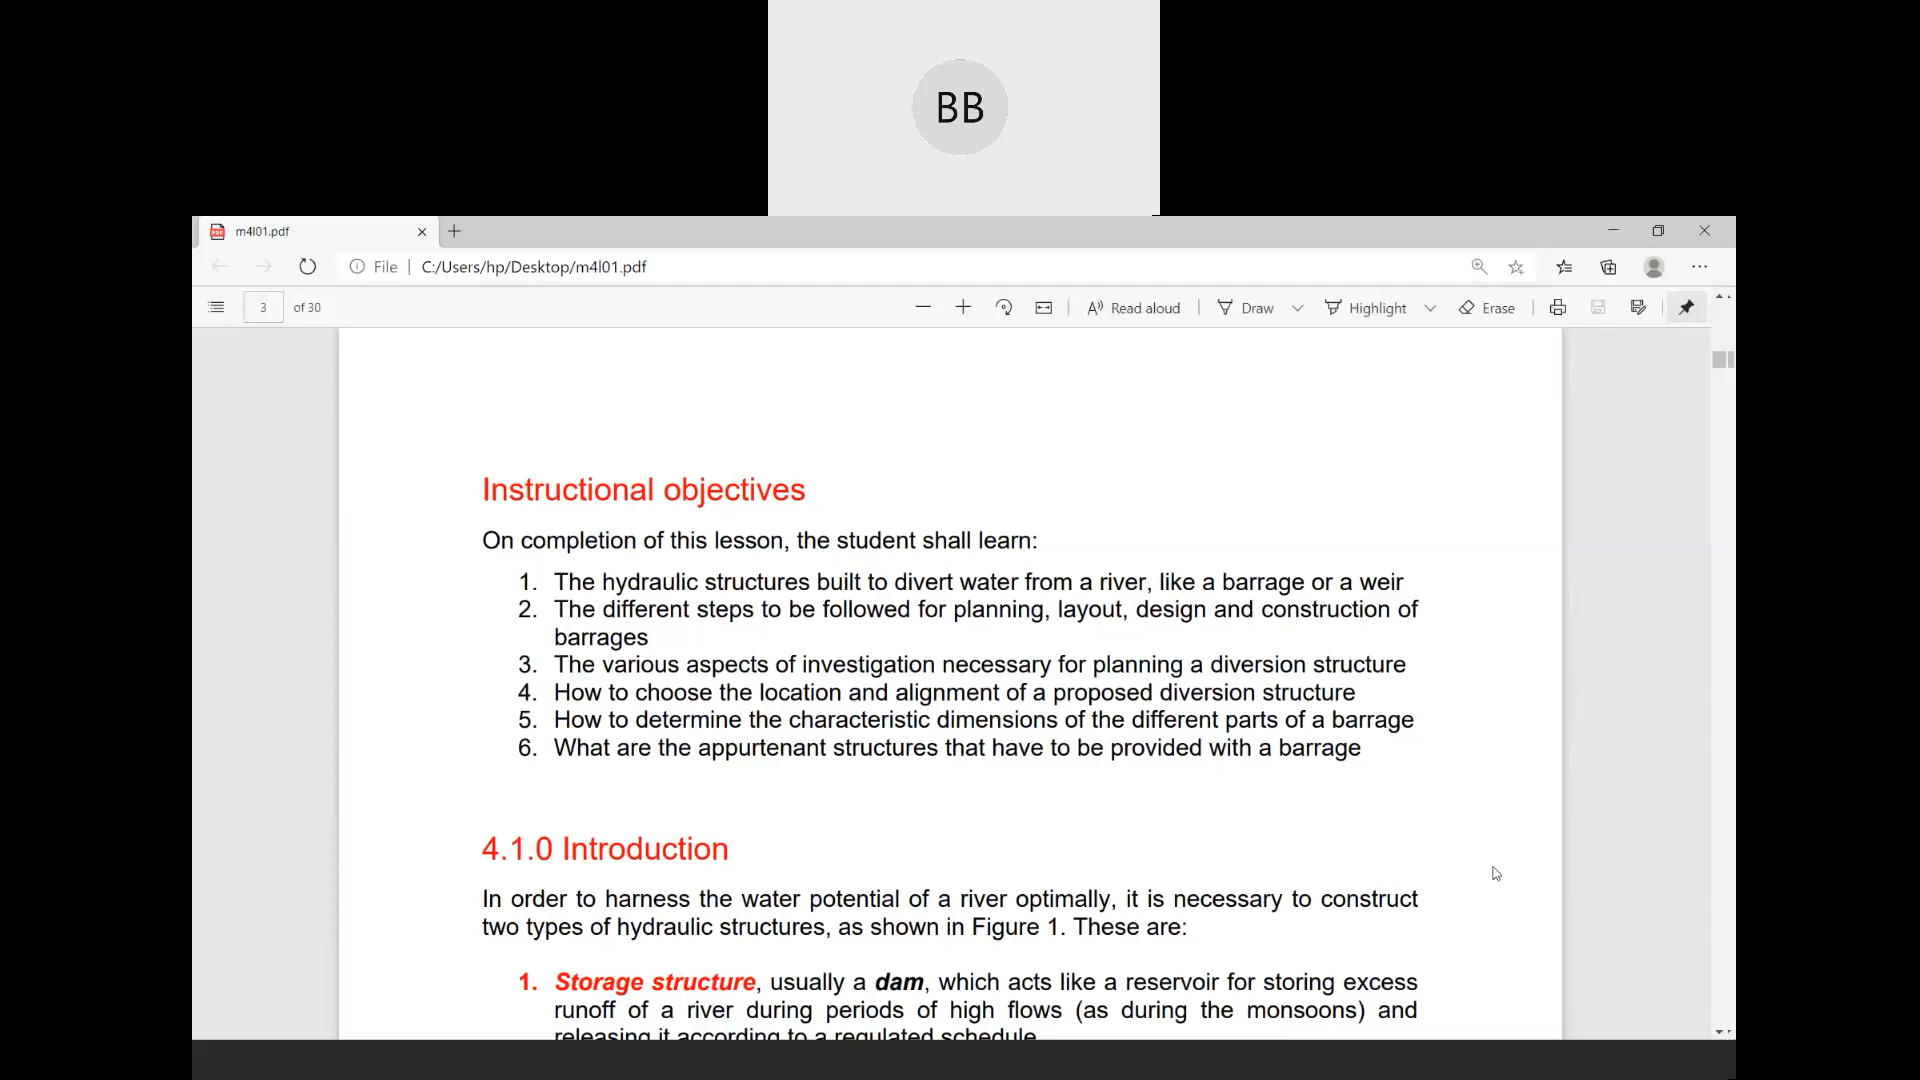 BB
m4l01.pdf
File | C:/Users/hp/Desktop/m4l01.pdf
3 of 30 Read aloud Draw Highlight Erase
Instructional objectives
On completion of this lesson, the student shall learn:
1. The hydraulic structures built to divert water from a river, like a barrage or a weir
2. The different steps to be followed for planning, layout, design and construction of
barrages
3. The various aspects of investigation necessary for planning a diversion structure
4. How to choose the location and alignment of a proposed diversion structure
5. How to determine the characteristic dimensions of the different parts of a barrage
6. What are the appurtenant structures that have to be provided with a barrage
4.1.0 Introduction
In order to harness the water potential of a river optimally, it is necessary to construct
two types of hydraulic structures, as shown in Figure 1. These are:
1. Storage structure, usually a dam, which acts like a reservoir for storing excess
runoff of a river during periods of high flows (as during the monsoons) and
releasing it according to a regulated schedule.